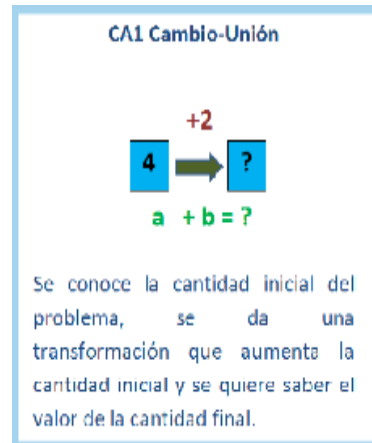 CA1 Cambio-Unión
+2
4 ?
a + b = ?
Se conoce la cantidad inicial del
problema, se da una
transformación que aumenta la
cantidad inicial y se quiere saber el
valor de la cantidad final.